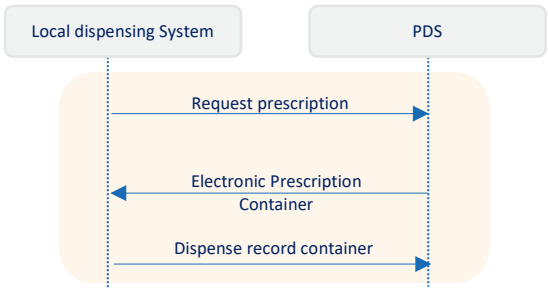 Local dispensing System
PDS
Request prescription
Electronic Prescription
Container
Dispense record container